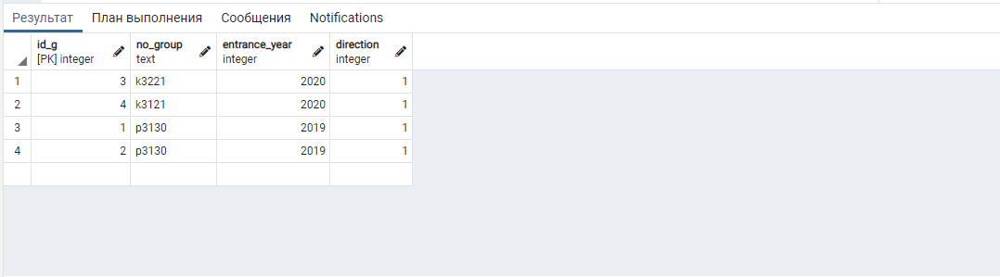 Результат План выполнения Сообщения Notifications
id_g no_group entrance_year direction
[PK] integer text integer integer
1 3 k3221 2020 1
2 4 k3121 2020 1
3 1 p3130 2019 1
4 2 p3130 2019 1